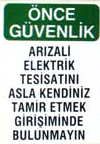 ÖNCE
GÜVENLİK
ARIZALI
ELEKTRİK
TESİSATINI
ASLA KENDİNİZ
TAMİR ETMEK
GİRİŞİMİNDE
BULUNMAYIN